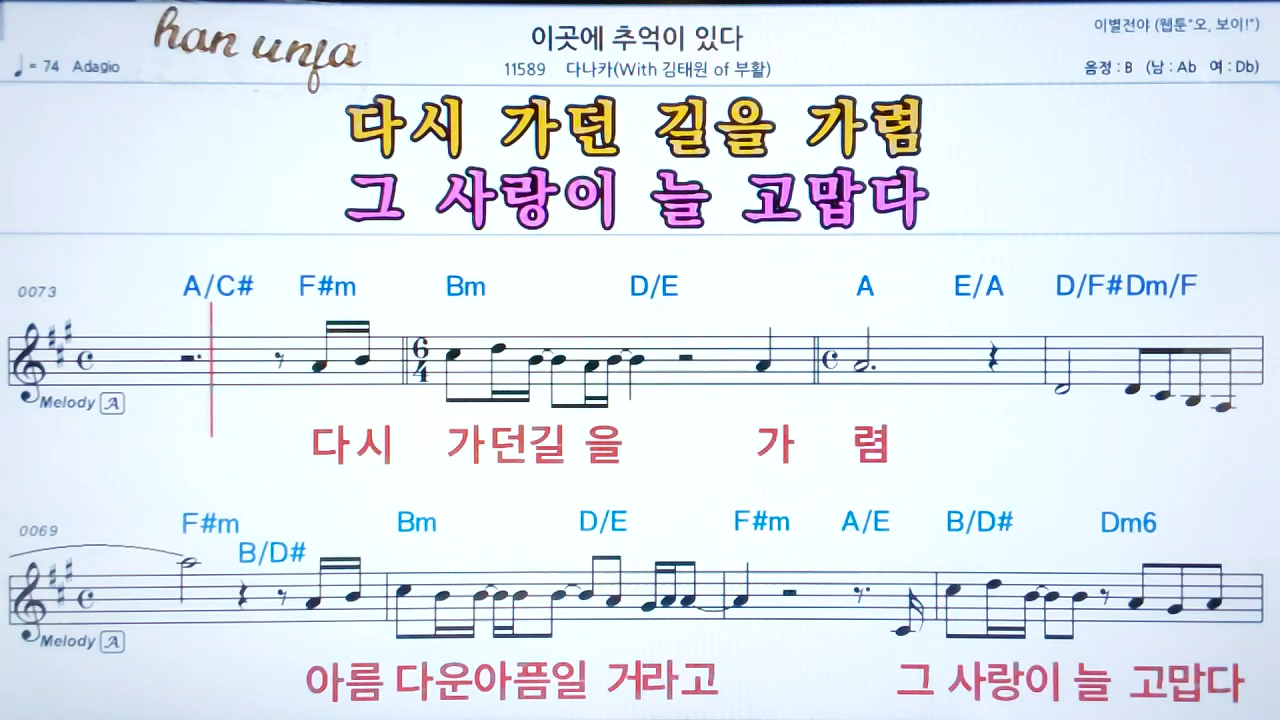 han unfa
이곳에 추억이 있다
이별전야 (웹툰"오, 보이!")
♩= 74 Adagio
11589 다나카(With 김태원 of 부활)
음정 : B (남 : Ab 여 : Db)
다시 가던 길을 가렴
그 사랑이 늘 고맙다
0073
A/C# F#m Bm D/E A E/A D/F# Dm/F
6
4
Melody A
다시 가던길 을 가 렴
0069
F#m B/D# Bm D/E F#m A/E B/D# Dm6
Melody A
아름 다운아픔일 거라고 그 사랑이 늘 고맙다